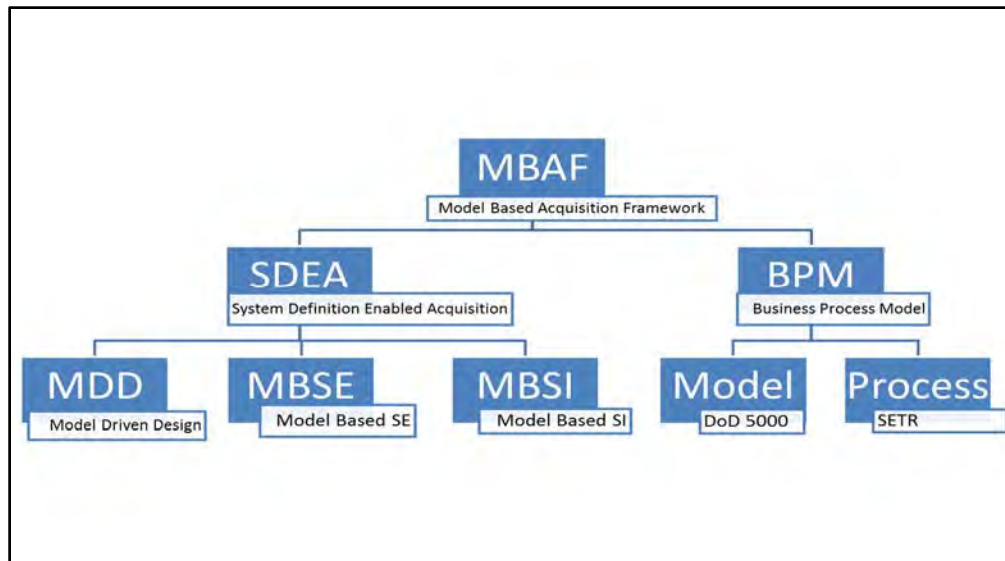 MBAF
Model Based Acquisition Framework
SDEA
System Definition Enabled Acquisition
BPM
Business Process Model
MDD
Model Driven Design
MBSE
Model Based SE
MBSI
Model Based SI
Model
DoD 5000
Process
SETR